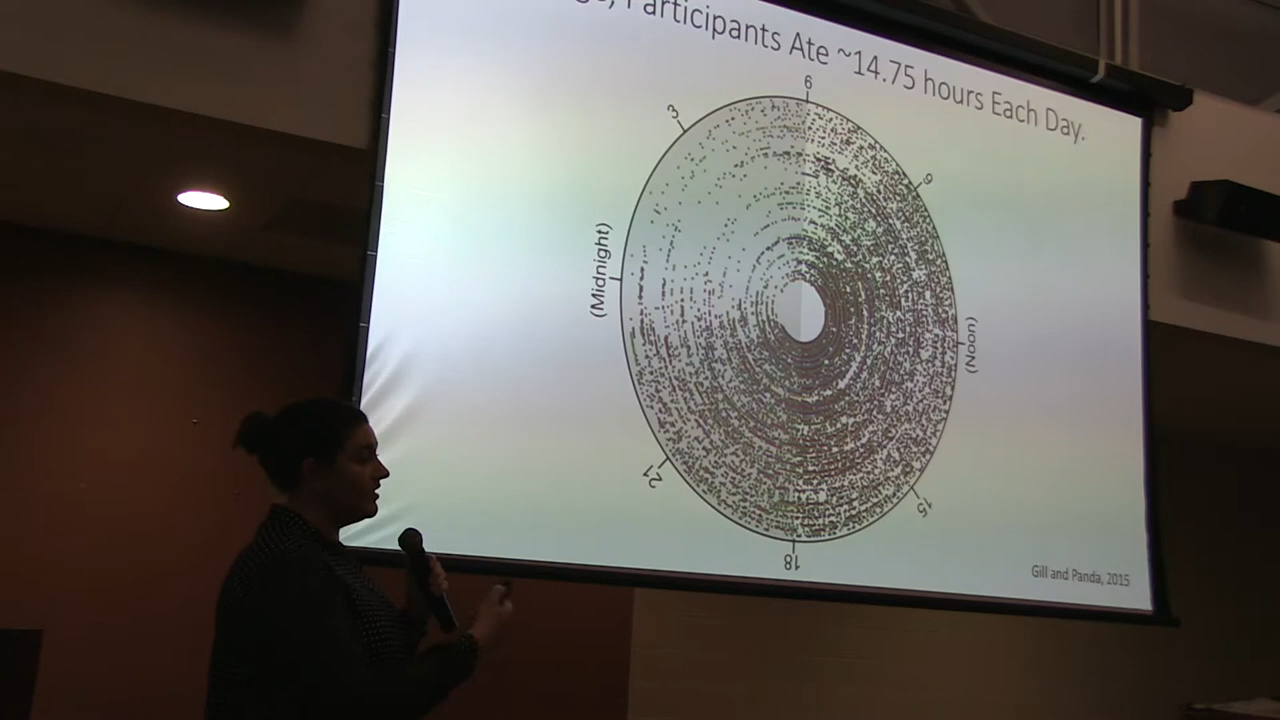 Participants Ate ~14.75 hours Each Day.
6
3
9
(Midnight)
(Noon)
21
15
18
Gill and Panda, 2015